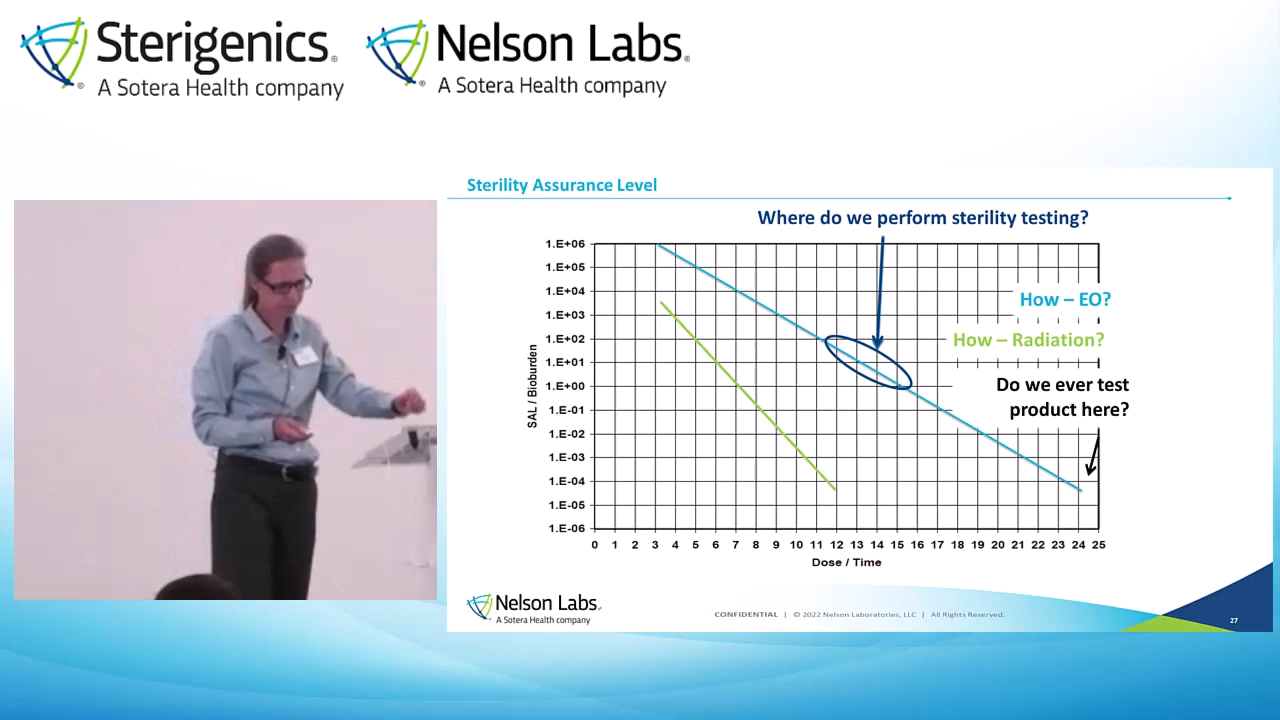 Sterigenics®
A Sotera Health company
Nelson Labs®
A Sotera Health company
Sterility Assurance Level
Where do we perform sterility testing?
1.E+06
1.E+05
1.E+04
1.E+03
1.E+02
1.E+01
1.E+00
1.E-01
1.E-02
1.E-03
1.E-04
1.E-05
1.E-06
SAL / Bioburden
How – EO?
How – Radiation?
Do we ever test
product here?
0 1 2 3 4 5 6 7 8 9 10 11 12 13 14 15 16 17 18 19 20 21 22 23 24 25
Dose / Time
Nelson Labs®
A Sotera Health company
CONFIDENTIAL | © 2022 Nelson Laboratories, LLC | All Rights Reserved.
27